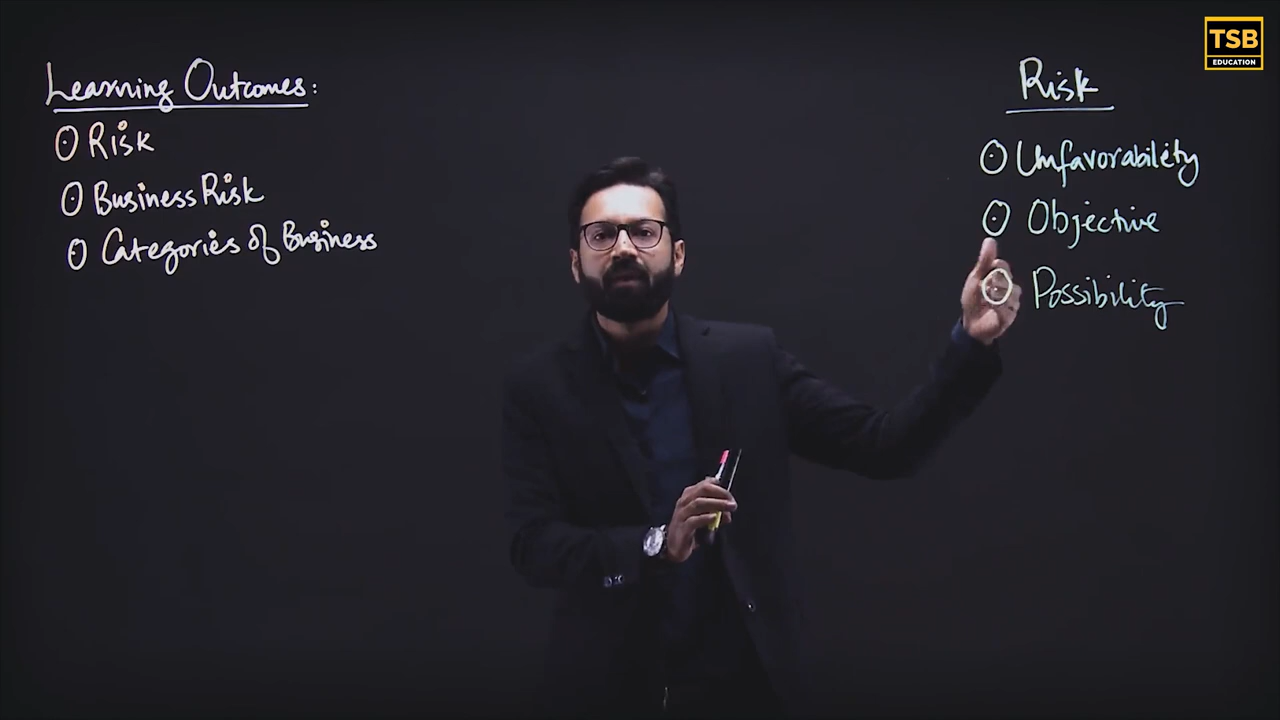 Learning Outcomes:
Risk
Business Risk
Categories of Business
Risk
Unfavorability
Objective
Possibility
TSB
EDUCATION